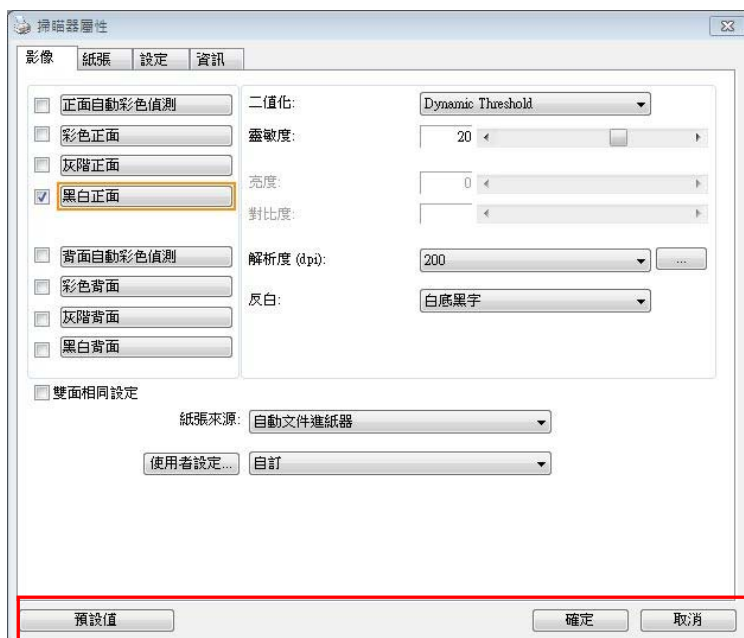 掃瞄器屬性
影像 紙張 設定 資訊
正面自動彩色偵測
彩色正面
灰階正面
黑白正面
背面自動彩色偵測
彩色背面
灰階背面
黑白背面
二值化: Dynamic Threshold
靈敏度: 20
亮度: 0
對比度:
解析度 (dpi): 200 ...
反白: 白底黑字
雙面相同設定
紙張來源: 自動文件進紙器
使用者設定... 自訂
預設值 確定 取消